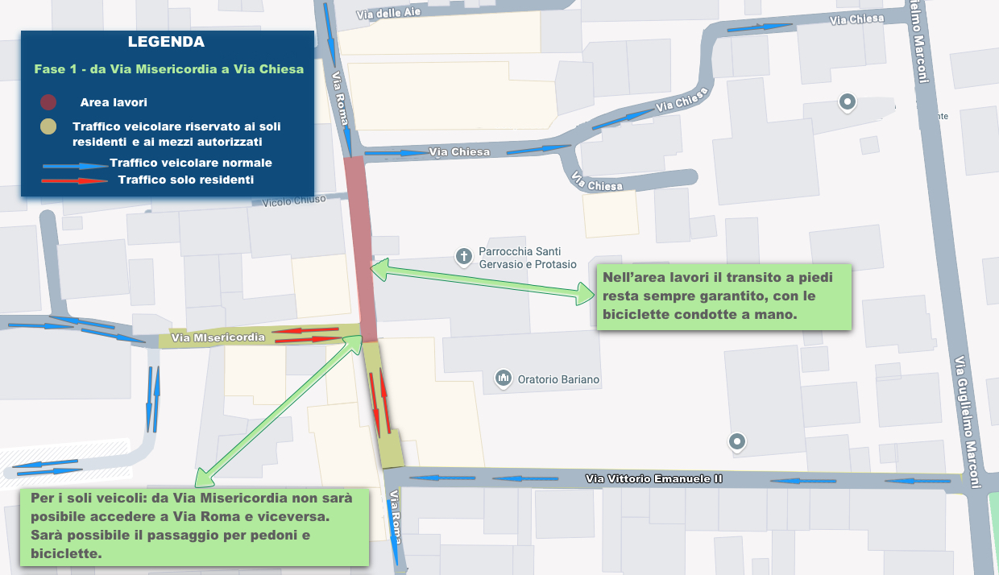 Via delle Aie
Via Chiesa
Guglielmo Marconi
LEGENDA
Fase 1 - da Via Misericordia a Via Chiesa
Area lavori
Traffico veicolare riservato ai soli
residenti e ai mezzi autorizzati
Traffico veicolare normale
Traffico solo residenti
Via Roma
Via Chiesa
Via Chiesa
Via Chiesa
nte
Vicolo Chiuso
Parrocchia Santi
Gervasio e Protasio
Nell'area lavori il transito a piedi
resta sempre garantito, con le
biciclette condotte a mano.
Via MIsericordia
Oratorio Bariano
Via Guglielmo Marconi
Via Vittorio Emanuele II
Via Roma
Per i soli veicoli: da Via Misericordia non sarà
posibile accedere a Via Roma e viceversa.
Sarà possibile il passaggio per pedoni e
biciclette.